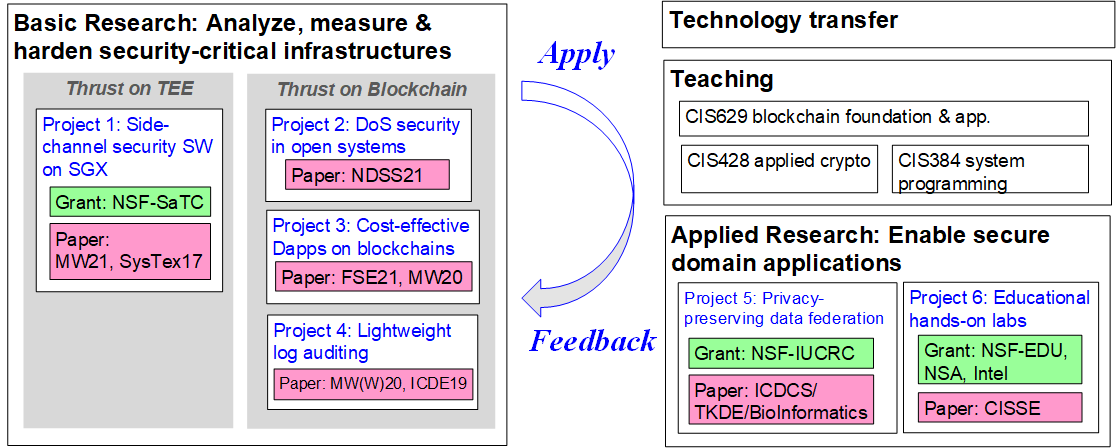 Basic Research: Analyze, measure &
harden security-critical infrastructures
Thrust on TEE
Project 1: Side-
channel security SW
on SGX
Grant: NSF-SaTC
Paper:
MW21, SysTex17
Thrust on Blockchain
Project 2: DoS security
in open systems
Paper: NDSS21
Project 3: Cost-effective
Dapps on blockchains
Paper: FSE21, MW20
Project 4: Lightweight
log auditing
Paper: MW(W)20, ICDE19
Apply
Feedback
Technology transfer
Teaching
CIS629 blockchain foundation & app.
CIS428 applied crypto
CIS384 system
programming
Applied Research: Enable secure
domain applications
Project 5: Privacy-
preserving data federation
Grant: NSF-IUCRC
Paper: ICDCS/
TKDE/BioInformatics
Project 6: Educational
hands-on labs
Grant: NSF-EDU,
NSA, Intel
Paper: CISSE